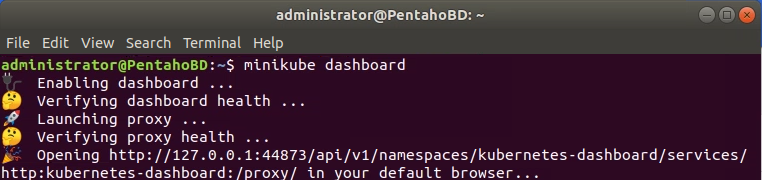 administrator@PentahoBD: ~
File Edit View Search Terminal Help
administrator@PentahoBD:~$ minikube dashboard
🔌 Enabling dashboard ...
🤔 Verifying dashboard health ...
🚀 Launching proxy ...
🤔 Verifying proxy health ...
🎉 Opening http://127.0.0.1:44873/api/v1/namespaces/kubernetes-dashboard/services/
http:kubernetes-dashboard:/proxy/ in your default browser...